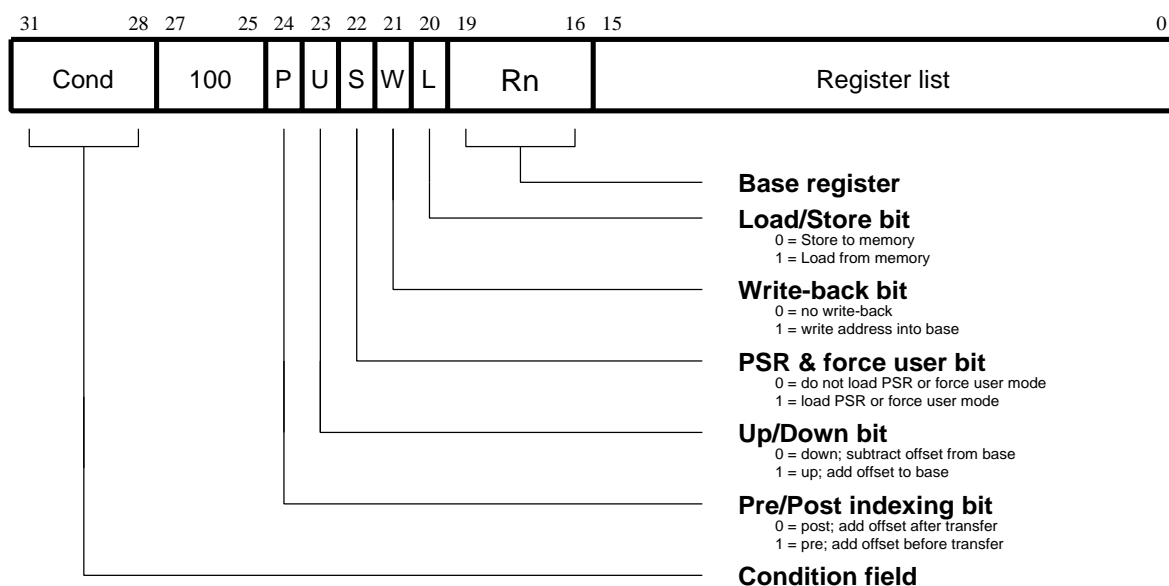 31 28 27 25 24 23 22 21 20 19 16 15 0
Cond 100 P U S W L Rn Register list
Base register
Load/Store bit
0 = Store to memory
1 = Load from memory
Write-back bit
0 = no write-back
1 = write address into base
PSR & force user bit
0 = do not load PSR or force user mode
1 = load PSR or force user mode
Up/Down bit
0 = down; subtract offset from base
1 = up; add offset to base
Pre/Post indexing bit
0 = post; add offset after transfer
1 = pre; add offset before transfer
Condition field